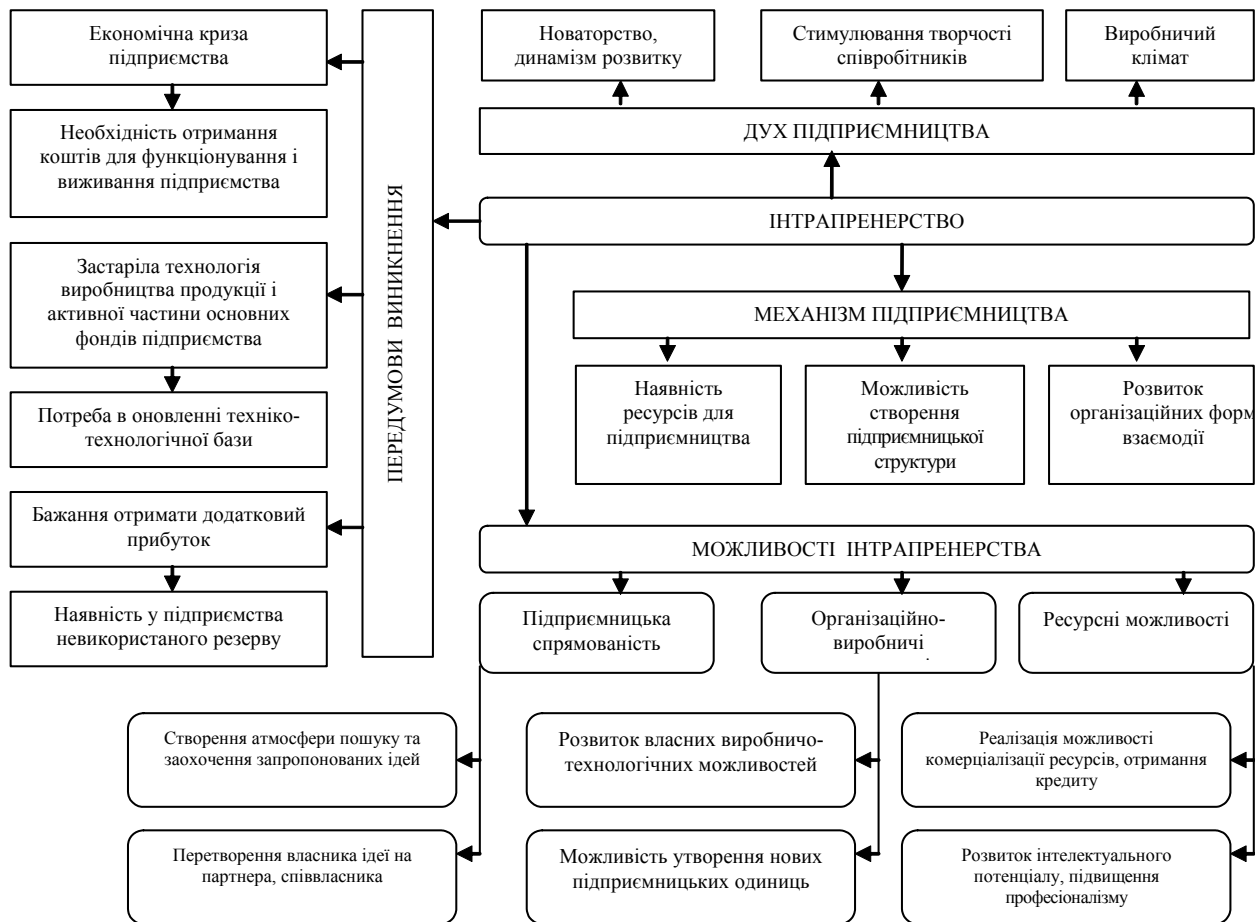 Економічна криза
підприємства
Необхідність отримання
коштів для функціонування і
виживання підприємства
Застаріла технологія
виробництва продукції і
активної частини основних
фондів підприємства
Потреба в оновленні техніко-
технологічної бази
Бажання отримати додатковий
прибуток
Наявність у підприємства
невикористаного резерву
ПЕРЕДУМОВИ ВИНИКНЕННЯ
Новаторство,
динамізм розвитку
Стимулювання творчості
співробітників
Виробничий
клімат
ДУХ ПІДПРИЄМНИЦТВА
ІНТРАПРЕНЕРСТВО
МЕХАНІЗМ ПІДПРИЄМНИЦТВА
Наявність
ресурсів для
підприємництва
Можливість
створення
підприємницької
структури
Розвиток
організаційних форм
взаємодії
МОЖЛИВОСТІ ІНТРАПРЕНЕРСТВА
Підприємницька
спрямованість
Організаційно-
виробничі
Ресурсні можливості
Створення атмосфери пошуку та
заохочення запропонованих ідей
Розвиток власних виробничо-
технологічних можливостей
Реалізація можливості
комерціалізації ресурсів, отримання
кредиту
Перетворення власника ідеї на
партнера, співвласника
Можливість утворення нових
підприємницьких одиниць
Розвиток інтелектуального
потенціалу, підвищення
професіоналізму